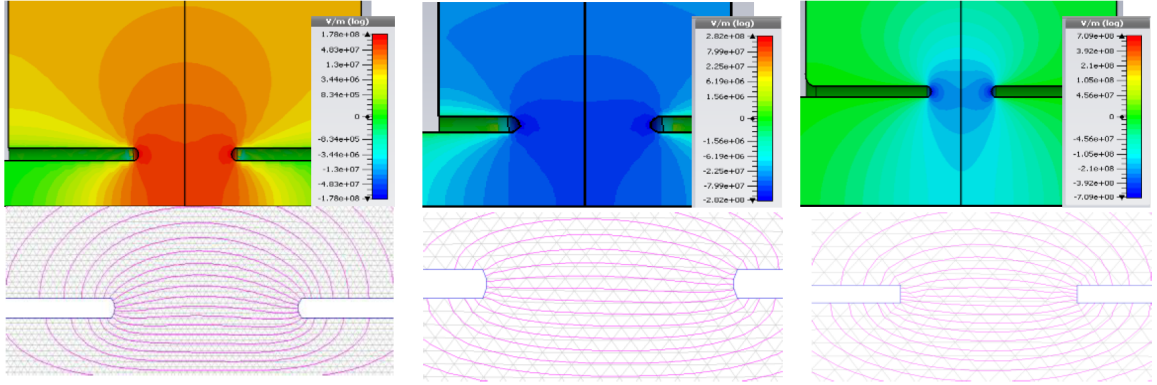 V/m (log)
1.78e+08
4.83e+07
1.3e+07
3.44e+06
8.34e+05
0
-8.34e+05
-3.44e+06
-1.3e+07
-4.83e+07
-1.78e+08
V/m (log)
2.82e+08
7.99e+07
2.25e+07
6.19e+06
1.56e+06
0
-1.56e+06
-6.19e+06
-2.25e+07
-7.99e+07
-2.82e+08
V/m (log)
7.09e+08
3.92e+08
2.1e+08
1.05e+08
4.56e+07
0
-4.56e+07
-1.05e+08
-2.1e+08
-3.92e+08
-7.09e+08